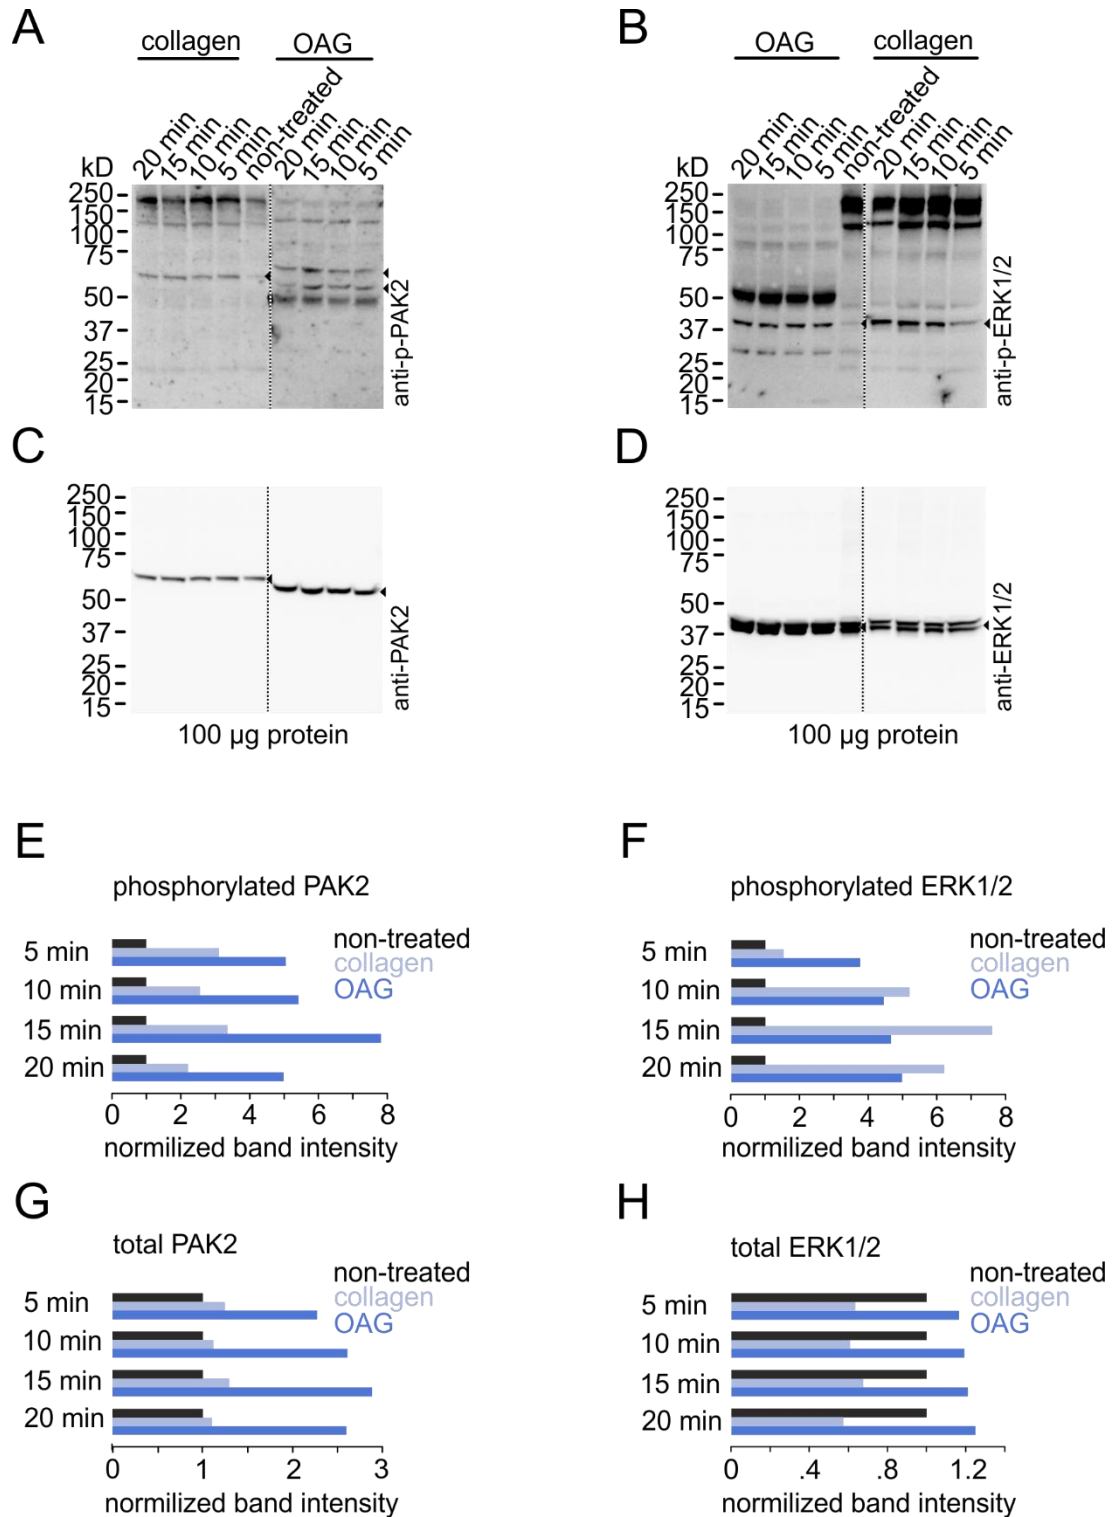 A
collagen
OAG
20 min
15 min
10 min
5 min
non-treated
20 min
15 min
10 min
5 min
kD
250
150
100
75
50
37
25
20
15
anti-p-PAK2
B
OAG
collagen
20 min
15 min
10 min
5 min
non-treated
20 min
15 min
10 min
5 min
kD
250
150
100
75
50
37
25
20
15
anti-p-ERK1/2
C
250
150
100
75
50
37
25
20
15
anti-PAK2
100 µg protein
D
250
150
100
75
50
37
25
20
15
anti-ERK1/2
100 µg protein
E
phosphorylated PAK2
non-treated
collagen
OAG
5 min
10 min
15 min
20 min
0 2 4 6 8
normilized band intensity
F
phosphorylated ERK1/2
non-treated
collagen
OAG
5 min
10 min
15 min
20 min
0 2 4 6 8
normilized band intensity
G
total PAK2
non-treated
collagen
OAG
5 min
10 min
15 min
20 min
0 1 2 3
normilized band intensity
H
total ERK1/2
non-treated
collagen
OAG
5 min
10 min
15 min
20 min
0 .4 .8 1.2
normilized band intensity